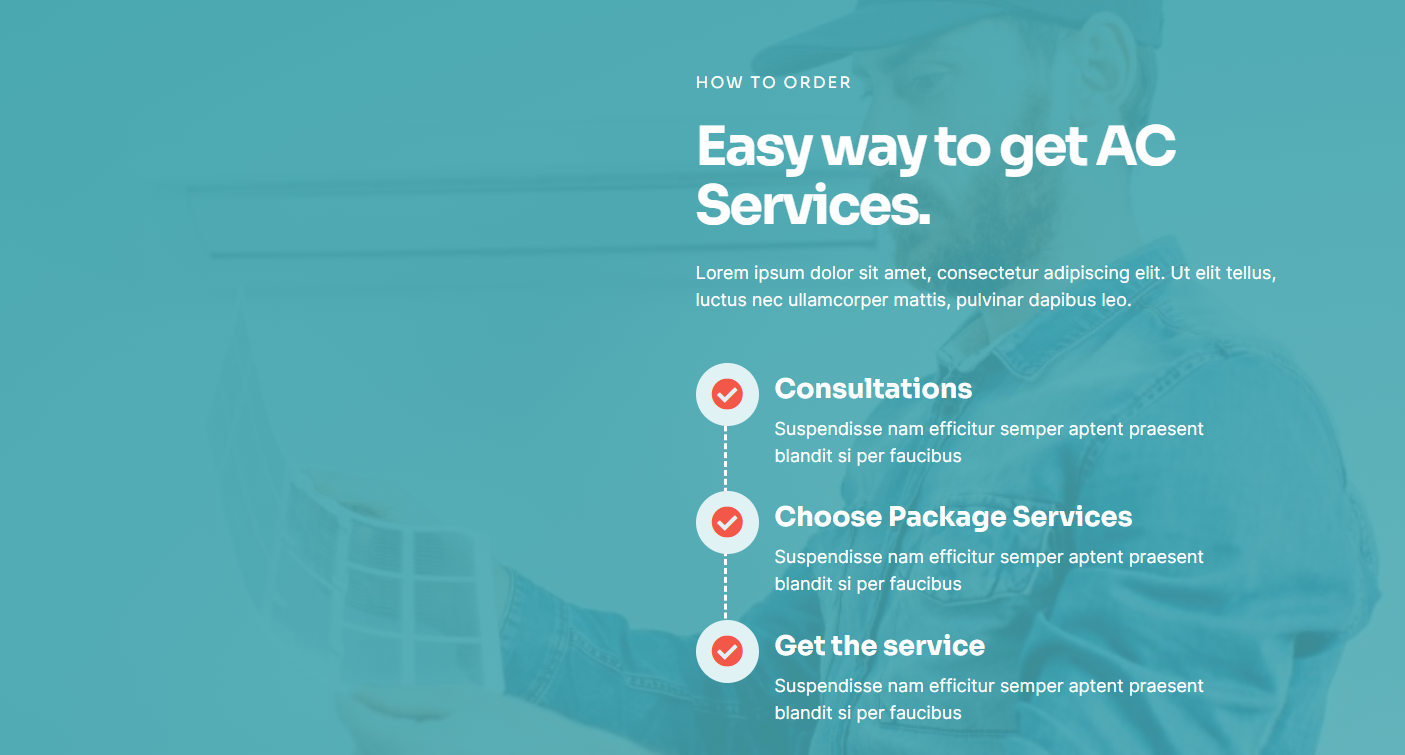 HOW TO ORDER
Easy way to get AC
Services.
Lorem ipsum dolor sit amet, consectetur adipiscing elit. Ut elit tellus,
luctus nec ullamcorper mattis, pulvinar dapibus leo.
Consultations
Suspendisse nam efficitur semper aptent praesent
blandit si per faucibus
Choose Package Services
Suspendisse nam efficitur semper aptent praesent
blandit si per faucibus
Get the service
Suspendisse nam efficitur semper aptent praesent
blandit si per faucibus